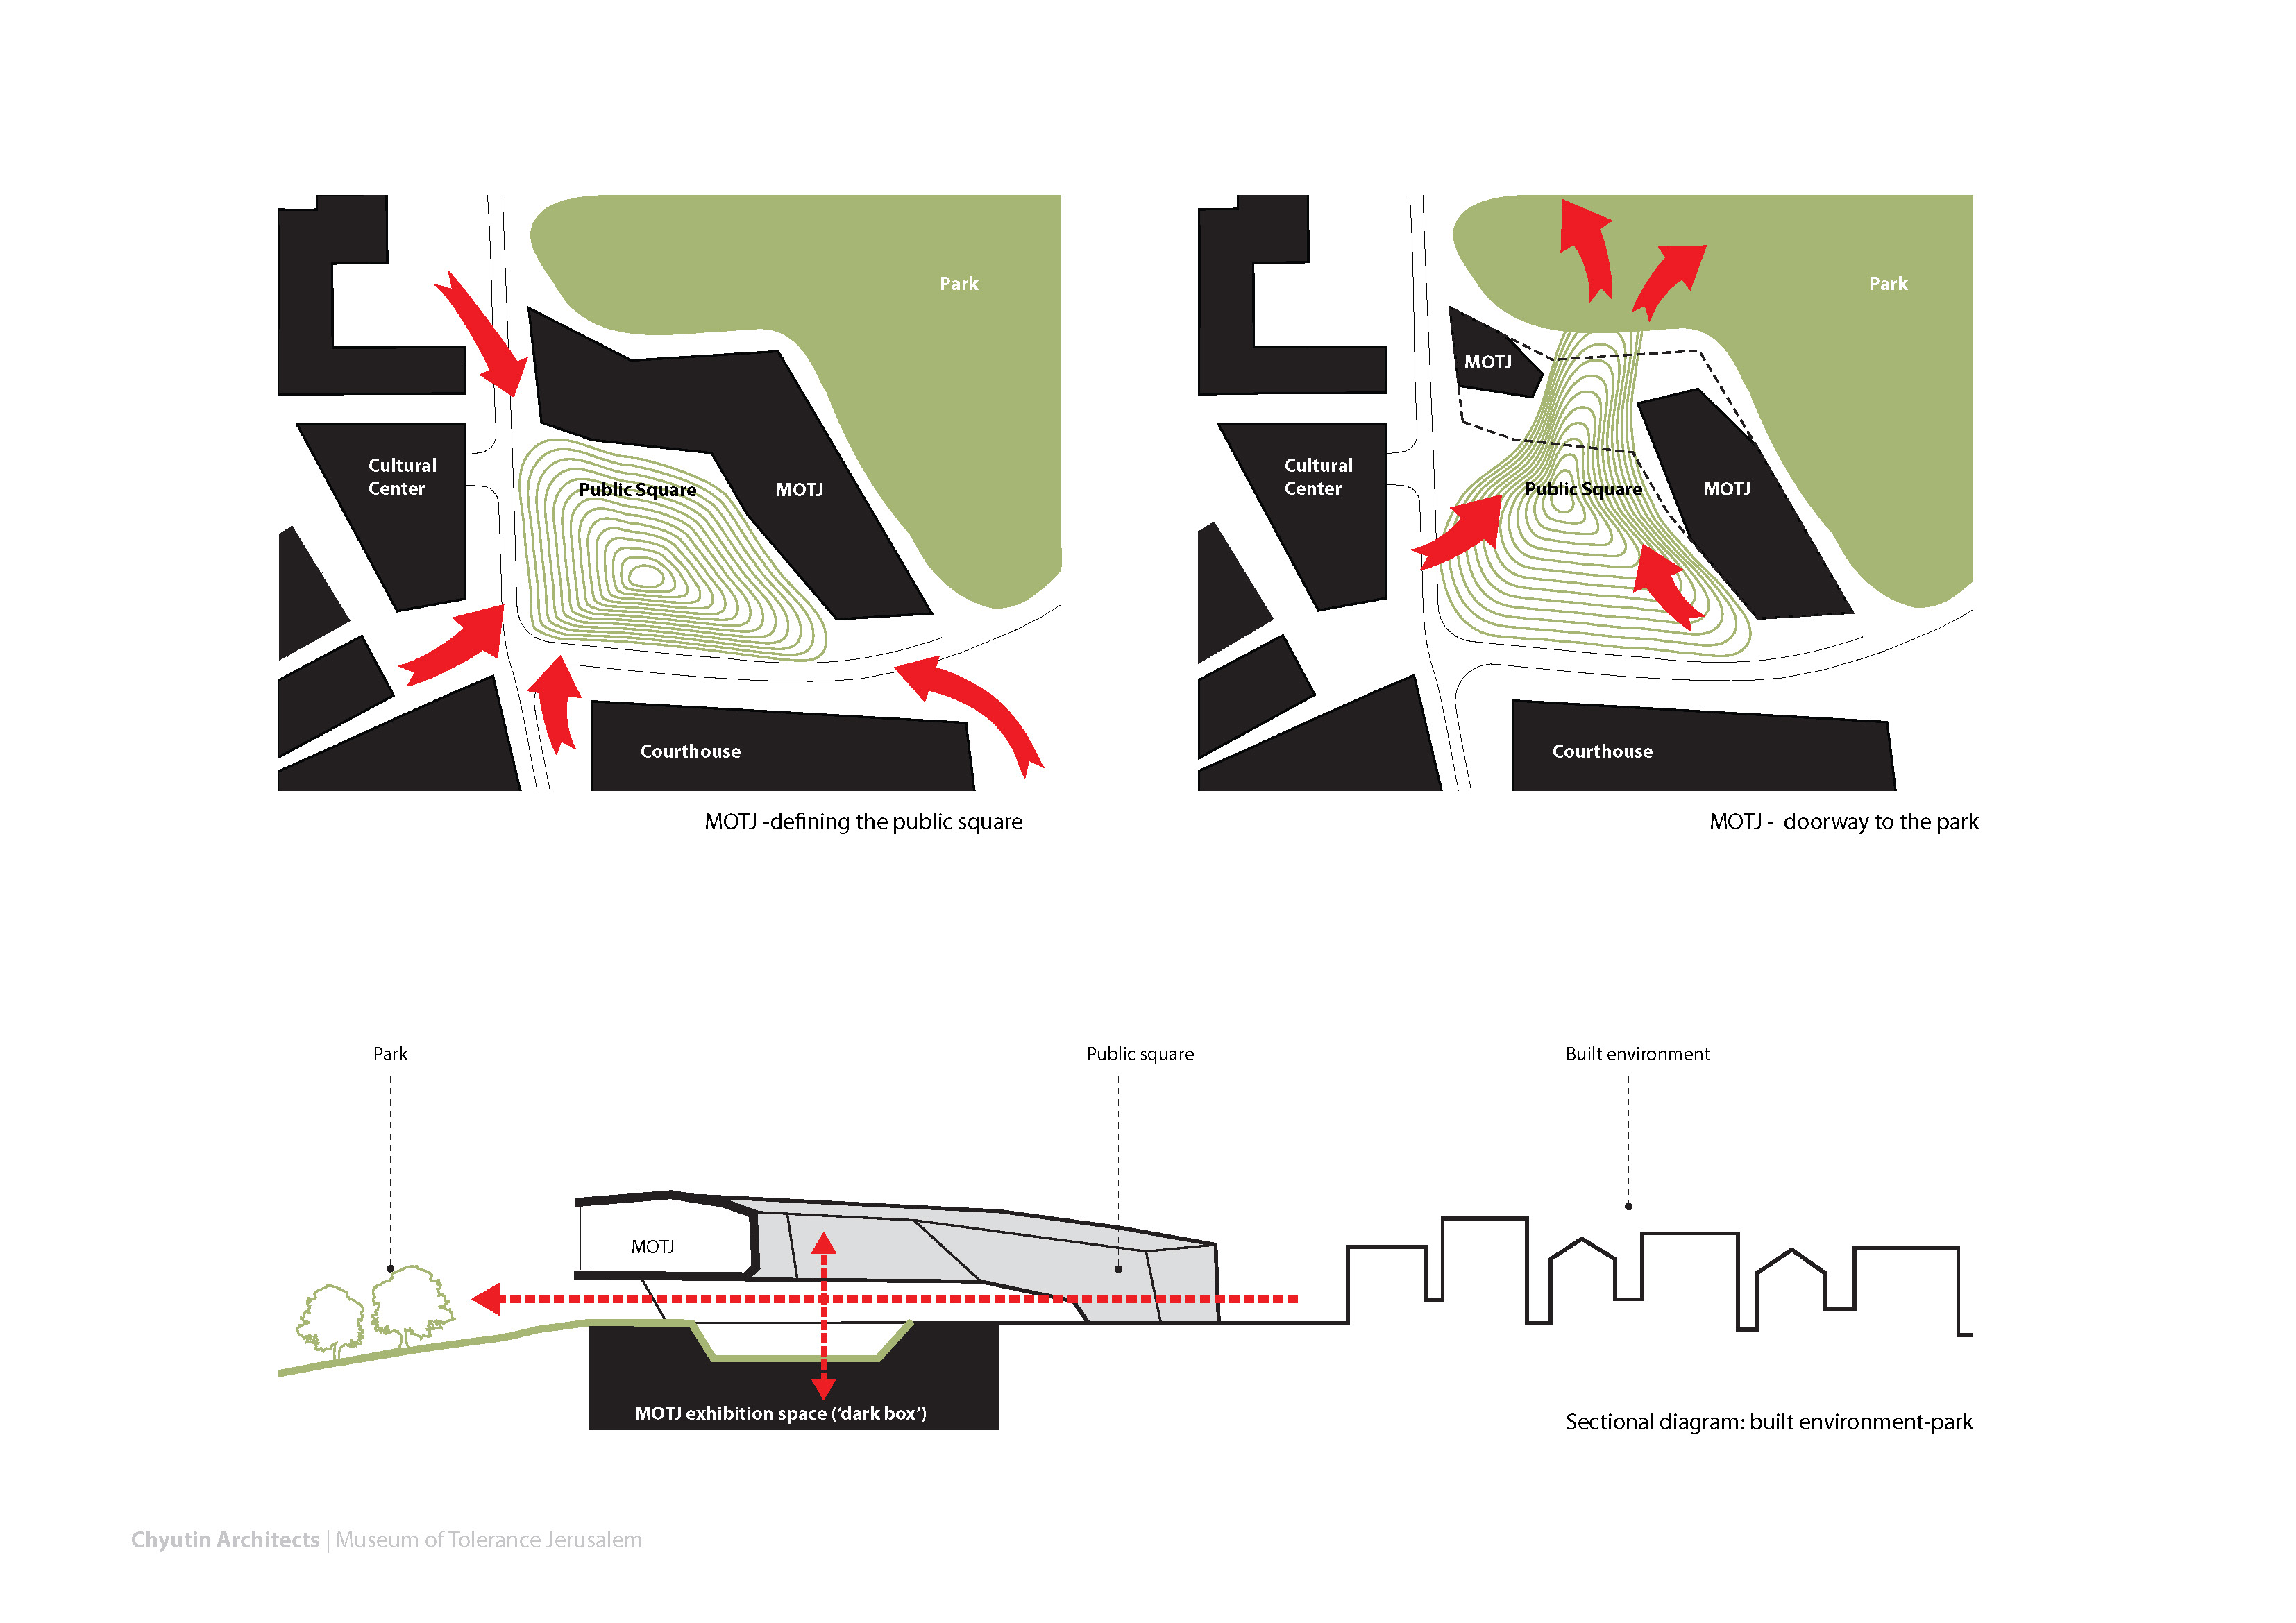 Park
MOTJ
Cultural
Center
Public Square
Courthouse
MOTJ -defining the public square
Park
MOTJ
Cultural
Center
Public Square
MOTJ
Courthouse
MOTJ - doorway to the park
Park
Public square
Built environment
MOTJ
MOTJ exhibition space (‘dark box’)
Sectional diagram: built environment-park
Chyutin Architects | Museum of Tolerance Jerusalem